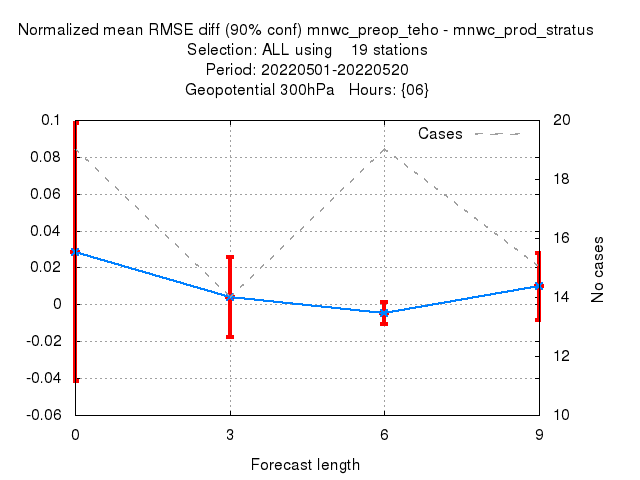 Normalized mean RMSE diff (90% conf) mnwc_preop_teho - mnwc_prod_stratus
Selection: ALL using 19 stations
Period: 20220501-20220520
Geopotential 300hPa Hours: {06}
Cases
0.1
0.08
0.06
0.04
0.02
0
-0.02
-0.04
-0.06
20
18
16
14
12
10
No cases
0 3 6 9
Forecast length